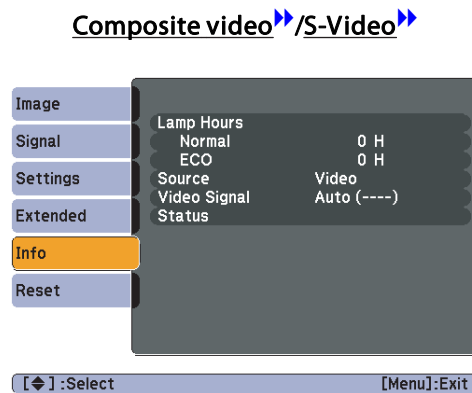 Composite video/S-Video
Image
Signal
Settings
Extended
Info
Reset
Lamp Hours
Normal 0 H
ECO 0 H
Source Video
Video Signal Auto (----)
Status
[◆] :Select [Menu]:Exit